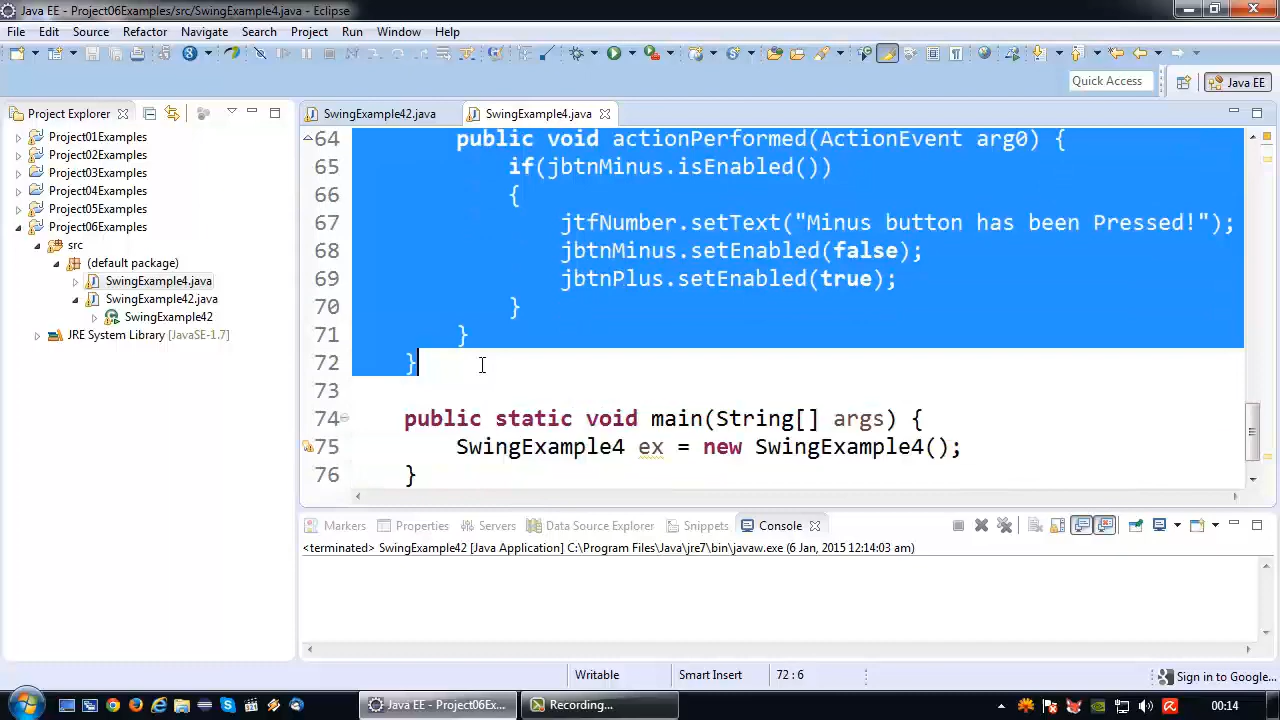 Java EE - Project06Examples/src/SwingExample4.java - Eclipse
File Edit Source Refactor Navigate Search Project Run Window Help
Quick Access
Java EE
Project Explorer
SwingExample42.java
SwingExample4.java
Project01Examples
Project02Examples
Project03Examples
Project04Examples
Project05Examples
Project06Examples
src
(default package)
SwingExample4.java
SwingExample42.java
SwingExample42
JRE System Library [JavaSE-1.7]
64 public void actionPerformed(ActionEvent arg0) {
65 if(jbtnMinus.isEnabled())
66 {
67 jtfNumber.setText("Minus button has been Pressed!");
68 jbtnMinus.setEnabled(false);
69 jbtnPlus.setEnabled(true);
70 }
71 }
72 }
73
74 public static void main(String[] args) {
75 SwingExample4 ex = new SwingExample4();
76 }
Markers Properties Servers Data Source Explorer Snippets Console
<terminated> SwingExample42 [Java Application] C:\Program Files\Java\jre7\bin\javaw.exe (6 Jan, 2015 12:14:03 am)
Writable Smart Insert 72 : 6 Sign in to Google...
Java EE - Project06Ex... Recording... 00:14